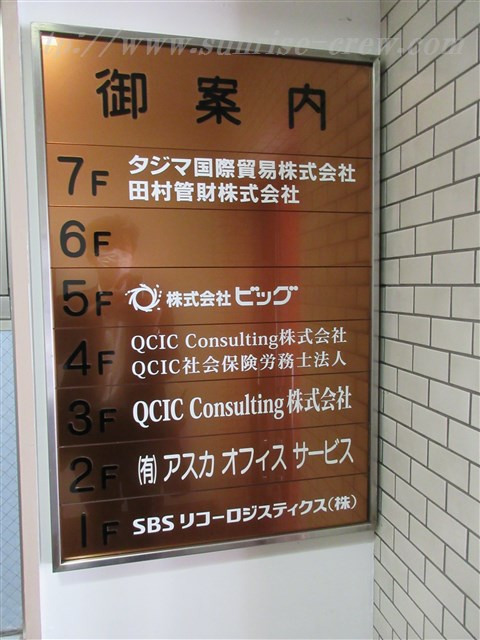 ://www.sunrise-crew.com
御案内
7F タジマ国際貿易株式会社
田村管財株式会社
6F
5F 株式会社ビッグ
4F QCIC Consulting株式会社
QCIC社会保険労務士法人
3F QCIC Consulting株式会社
2F (有)アスカ オフィス サービス
1F SBSリコーロジスティクス(株)